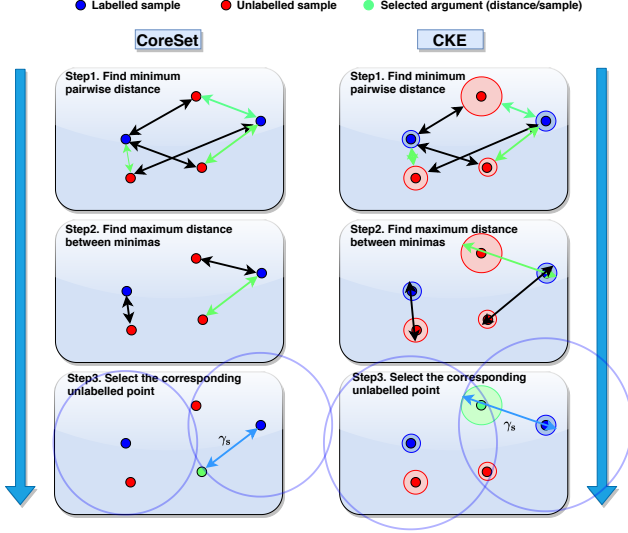 Labelled sample
Unlabelled sample
Selected argument (distance/sample)
CoreSet
CKE
Step1. Find minimum
pairwise distance
Step1. Find minimum
pairwise distance
Step2. Find maximum distance
between minimas
Step2. Find maximum distance
between minimas
Step3. Select the corresponding
unlabelled point
γs
Step3. Select the corresponding
unlabelled point
γs